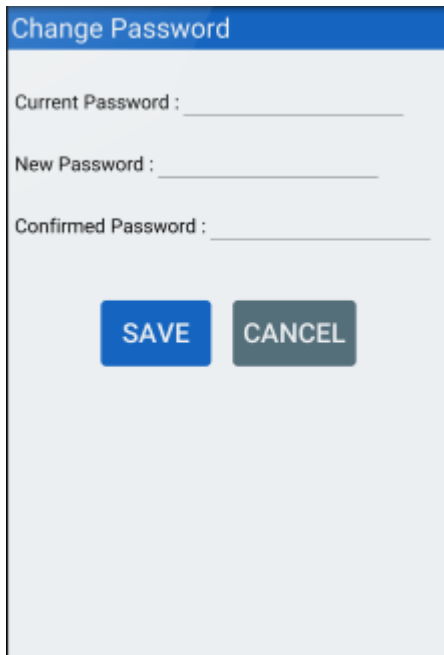 Change Password
Current Password :
New Password :
Confirmed Password :
SAVE CANCEL